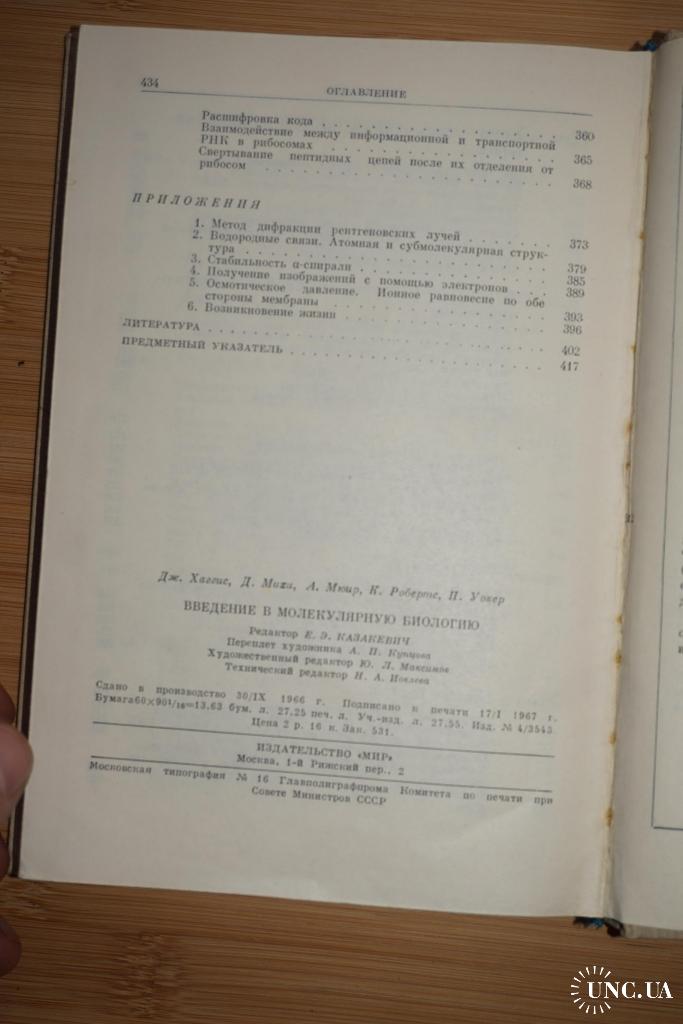 434
ОГЛАВЛЕНИЕ
Расшифровка кода . . . . . . . . . . . . . . . . 360
Взаимодействие между информационной и транспортной
РНК в рибосомах . . . . . . . . . . . . . . . . 365
Свертывание пептидных цепей после их отделения от
рибосом . . . . . . . . . . . . . . . . . . . . 368
ПРИЛОЖЕНИЯ
1. Метод дифракции рентгеновских лучей . . . . . . . 373
2. Водородные связи. Атомная и субмолекулярная струк-
тура . . . . . . . . . . . . . . . . . . . . . 379
3. Стабильность α-спирали . . . . . . . . . . . . . 385
4. Получение изображений с помощью электронов . . . 389
5. Осмотическое давление. Ионное равновесие по обе
стороны мембраны . . . . . . . . . . . . . . . 393
6. Возникновение жизни . . . . . . . . . . . . . . 396
ЛИТЕРАТУРА . . . . . . . . . . . . . . . . . . . . 402
ПРЕДМЕТНЫЙ УКАЗАТЕЛЬ . . . . . . . . . . . . . . . 417
Дж. Хаггис, Д. Михи, А. Мюир, К. Робертс, П. Уокер
ВВЕДЕНИЕ В МОЛЕКУЛЯРНУЮ БИОЛОГИЮ
Редактор Е. Э. КАЗАКЕВИЧ
Переплет художника А. П. Купцова
Художественный редактор Ю. Л. Максимов
Технический редактор Н. А. Иовлева
Сдано в производство 30/IX 1966 г. Подписано к печати 17/I 1967 г.
Бумага 60×90¹/₁₆=13,63 бум. л. 27,25 печ. л. Уч.-изд. л. 27,55. Изд. № 4/3543.
Цена 2 р. 16 к. Зак. 531.
ИЗДАТЕЛЬСТВО «МИР»
Москва, 1-й Рижский пер., 2
Московская типография № 16 Главполиграфпрома Комитета по печати при
Совете Министров СССР
UNC.UA